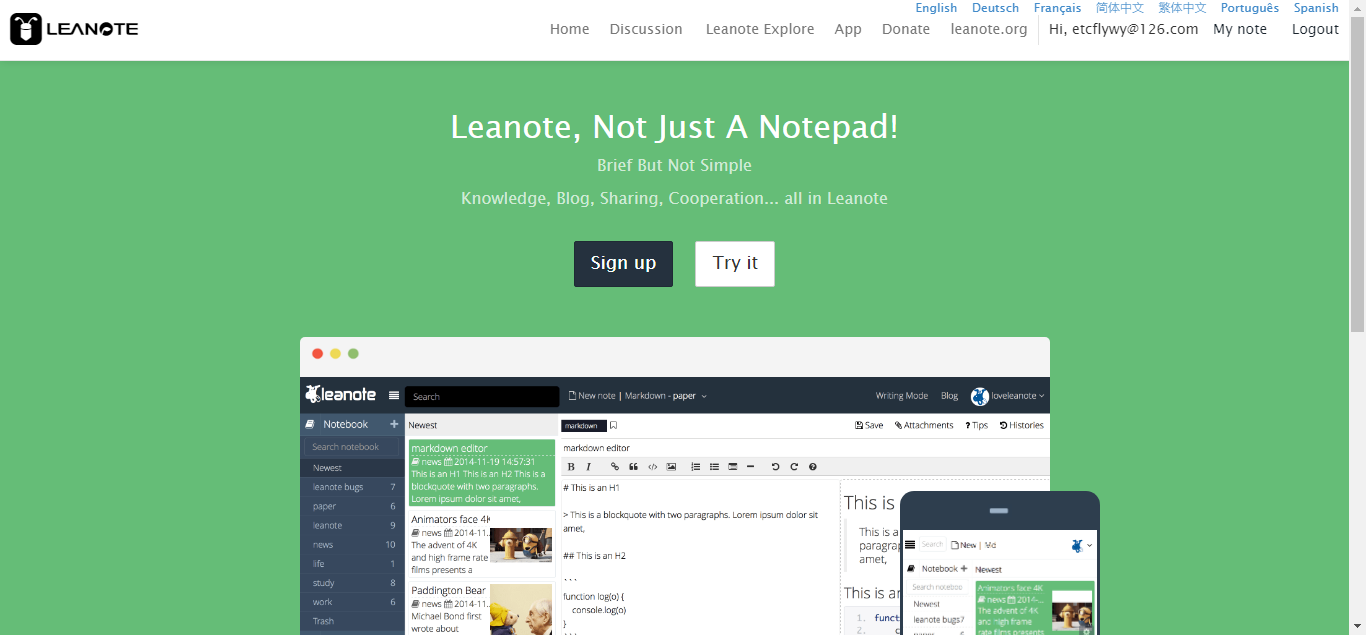 English Deutsch Français 简体中文 繁体中文 Português Spanish
LEANOTE
Home Discussion Leanote Explore App Donate leanote.org Hi, etcflywy@126.com My note Logout
Leanote, Not Just A Notepad!
Brief But Not Simple
Knowledge, Blog, Sharing, Cooperation... all in Leanote
Sign up Try it
leanote Search New note | Markdown - paper Writing Mode Blog loveleanote
Notebook +
Search notebook
Newest
leanote bugs 7
paper 6
leanote 9
news 10
life 1
study 8
work 6
Trash
Newest
markdown editor
news 2014-11-19 14:57:31
This is an H1 This is an H2 This is a
blockquote with two paragraphs.
Lorem ipsum dolor sit amet,
Animators face 4K
news 2014-11..
The advent of 4K
and high frame rate
films presents a
Paddington Bear
news 2014-11..
Michael Bond first
wrote about
markdown Save Attachments ? Tips Histories
markdown editor
B I
# This is an H1
> This is a blockquote with two paragraphs. Lorem ipsum dolor sit
amet,
## This is an H2
```
function log(o) {
console.log(o)
}
```
This is
This is a
paragra
amet,
This is a
1. funct
2.
Search New | Md
Notebook + Newest
Search notebook
Newest
leanote bugs7
Animators face 4K
news 2014-...
The advent of 4K
and high frame rate
films presents